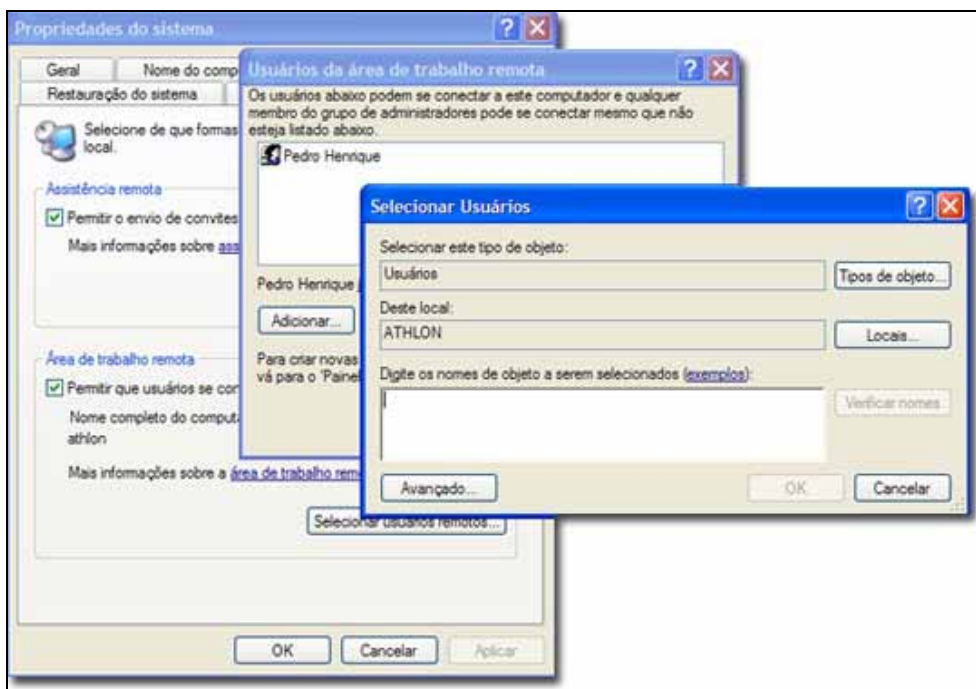 Propriedades do sistema
Geral
Nome do comp
Restauração do sistema
Selecione de que formas
local.
Assistência remota
Permitir o envio de convites
Mais informações sobre ass
Área de trabalho remota
Permitir que usuários se con
Nome completo do computa
athlon
Mais informações sobre a área de trabalho rem
Selecionar usuários remotos...
OK
Cancelar
Aplicar
Usuários da área de trabalho remota
Os usuários abaixo podem se conectar a este computador e qualquer
membro do grupo de administradores pode se conectar mesmo que não
esteja listado abaixo.
Pedro Henrique
Pedro Henrique
Adicionar...
Para criar novas
vá para o 'Painel
Selecionar Usuários
Selecionar este tipo de objeto:
Usuários
Tipos de objeto...
Deste local:
ATHLON
Locais...
Digite os nomes de objeto a serem selecionados (exemplos):
Verificar nomes
Avançado...
OK
Cancelar